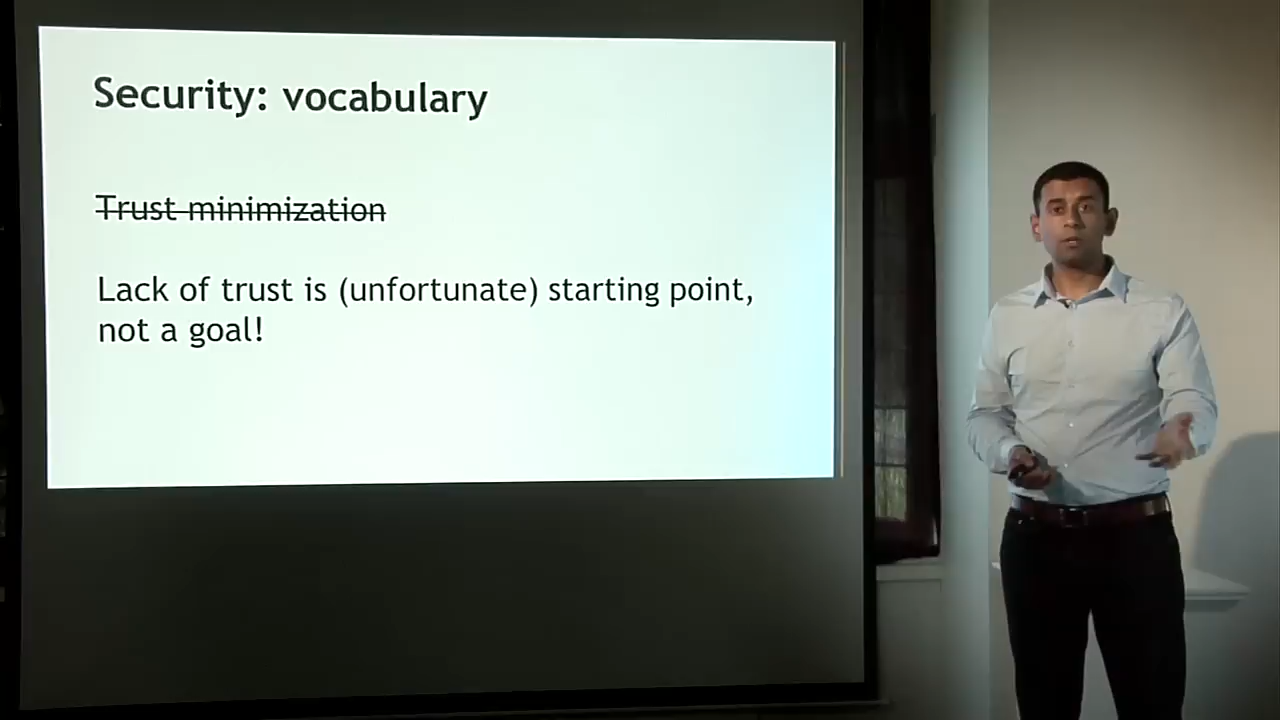 Security: vocabulary
Trust minimization
Lack of trust is (unfortunate) starting point,
not a goal!